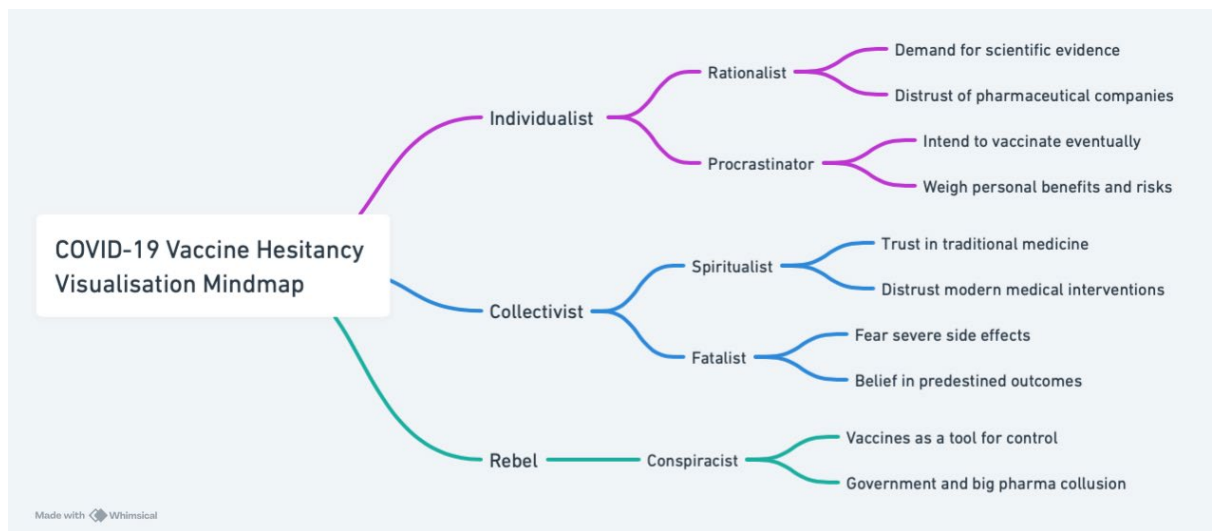 COVID-19 Vaccine Hesitancy
Visualisation Mindmap
Individualist
Rationalist
Demand for scientific evidence
Distrust of pharmaceutical companies
Procrastinator
Intend to vaccinate eventually
Weigh personal benefits and risks
Collectivist
Spiritualist
Trust in traditional medicine
Distrust modern medical interventions
Fatalist
Fear severe side effects
Belief in predestined outcomes
Rebel
Conspiracist
Vaccines as a tool for control
Government and big pharma collusion
Made with Whimsical